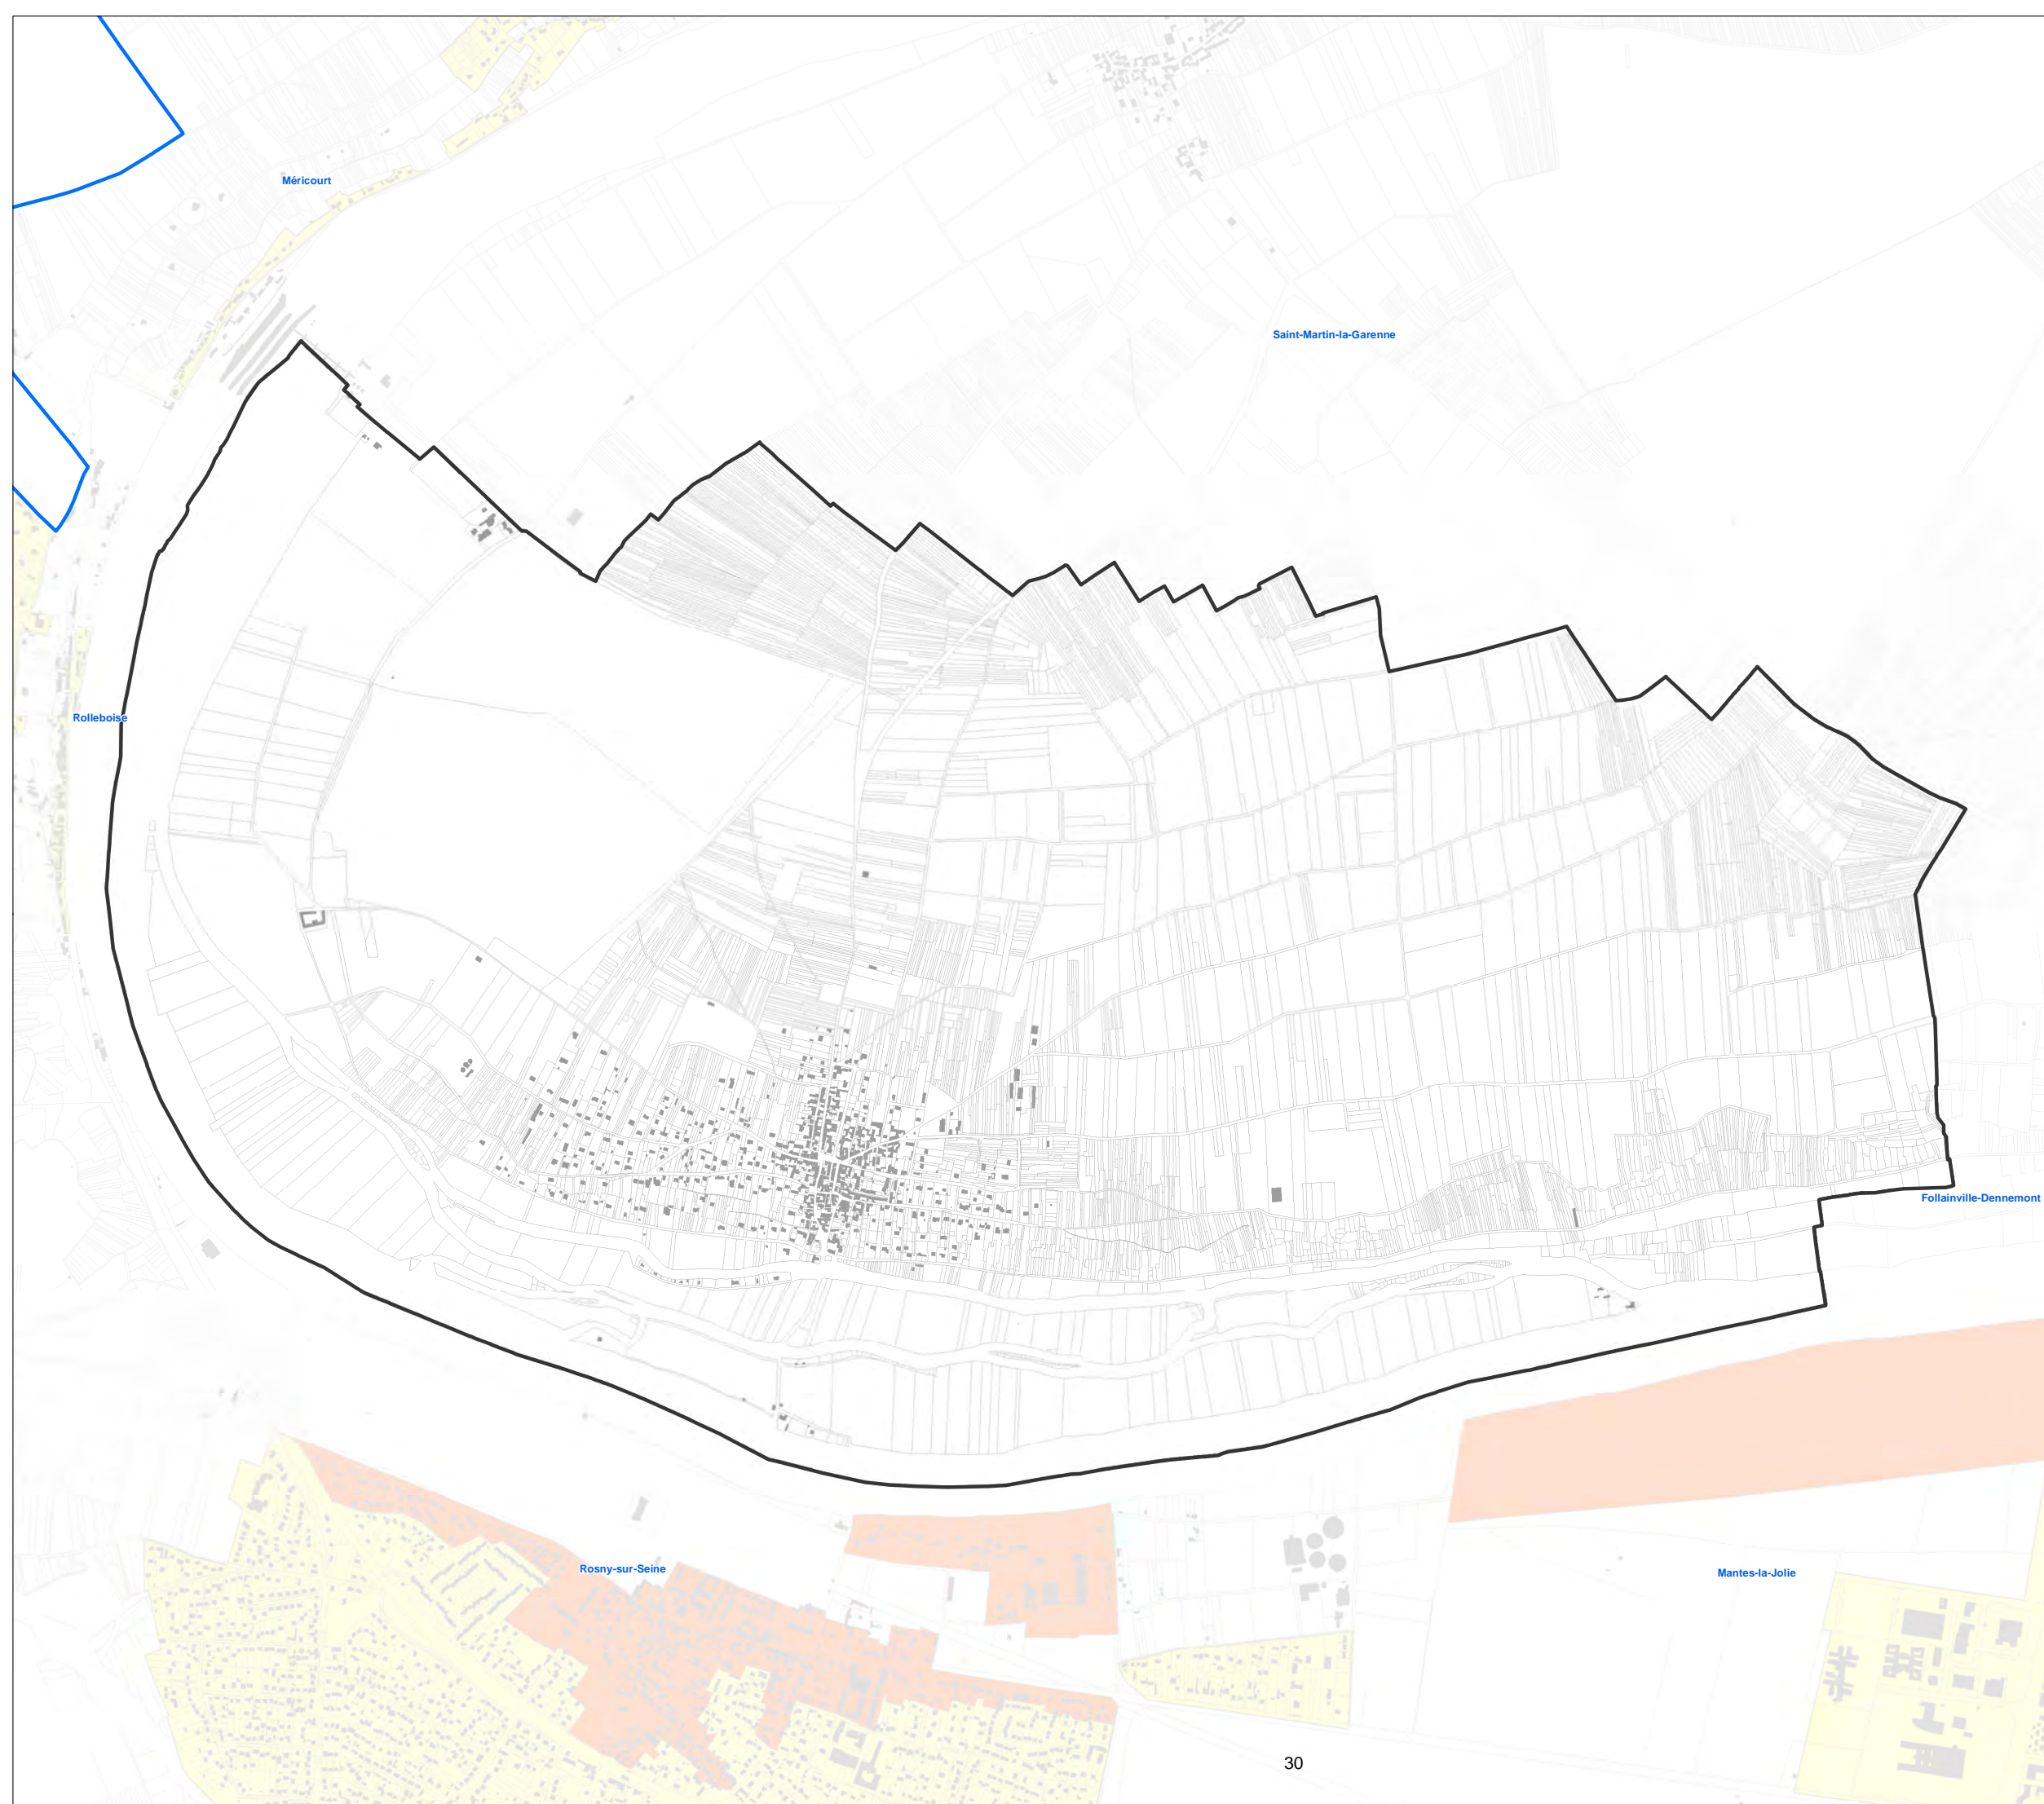 Méricourt
Saint-Martin-la-Garenne
Rolleboise
Follainville-Dennemont
Rosny-sur-Seine
Mantes-la-Jolie
30